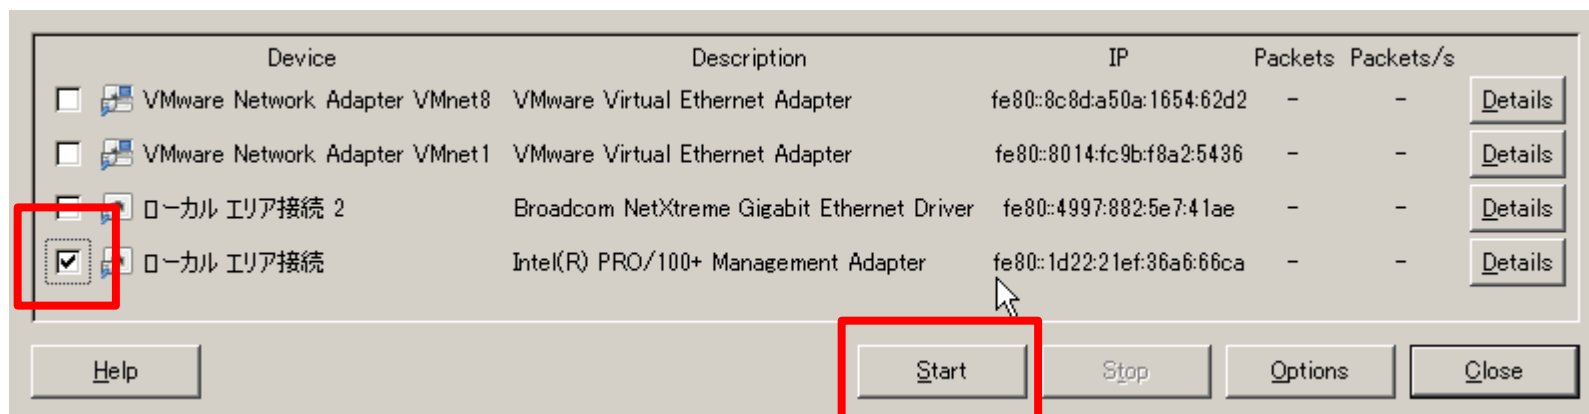 Device Description IP Packets Packets/s
VMware Network Adapter VMnet8 VMware Virtual Ethernet Adapter fe80::8c8d:a50a:1654:62d2 - - Details
VMware Network Adapter VMnet1 VMware Virtual Ethernet Adapter fe80::8014:fc9b:f8a2:5436 - - Details
ローカル エリア接続 2 Broadcom NetXtreme Gigabit Ethernet Driver fe80::4997:882:5e7:41ae - - Details
ローカル エリア接続 Intel(R) PRO/100+ Management Adapter fe80::1d22:21ef:36a6:66ca - - Details
Help Start Stop Options Close